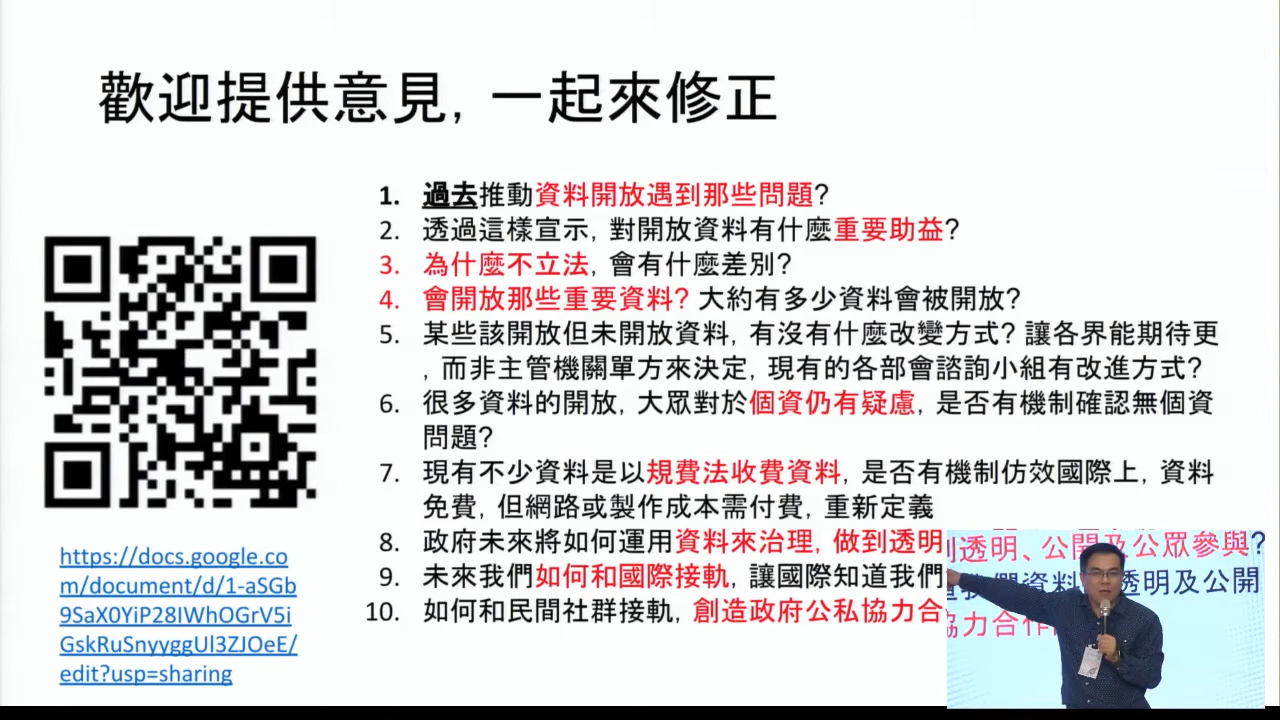 歡迎提供意見, 一起來修正
1. 過去推動資料開放遇到那些問題?
2. 透過這樣宣示, 對開放資料有什麼重要助益?
3. 為什麼不立法, 會有什麼差別?
4. 會開放那些重要資料? 大約有多少資料會被開放?
5. 某些該開放但未開放資料, 有沒有什麼改變方式? 讓各界能期待更
, 而非主管機關單方來決定, 現有的各部會諮詢小組有改進方式?
6. 很多資料的開放, 大眾對於個資仍有疑慮, 是否有機制確認無個資
問題?
7. 現有不少資料是以規費法收費資料, 是否有機制仿效國際上, 資料
免費, 但網路或製作成本需付費, 重新定義
8. 政府未來將如何運用資料來治理, 做到透明
9. 未來我們如何和國際接軌, 讓國際知道我們
10. 如何和民間社群接軌, 創造政府公私協力合
https://docs.google.co
m/document/d/1-aSGb
9SaX0YiP28IWhOGrV5i
GskRuSnyyggUl3ZJOeE/
edit?usp=sharing
透明、公開及公眾參與?
我們資料 透明及公開
協力合作